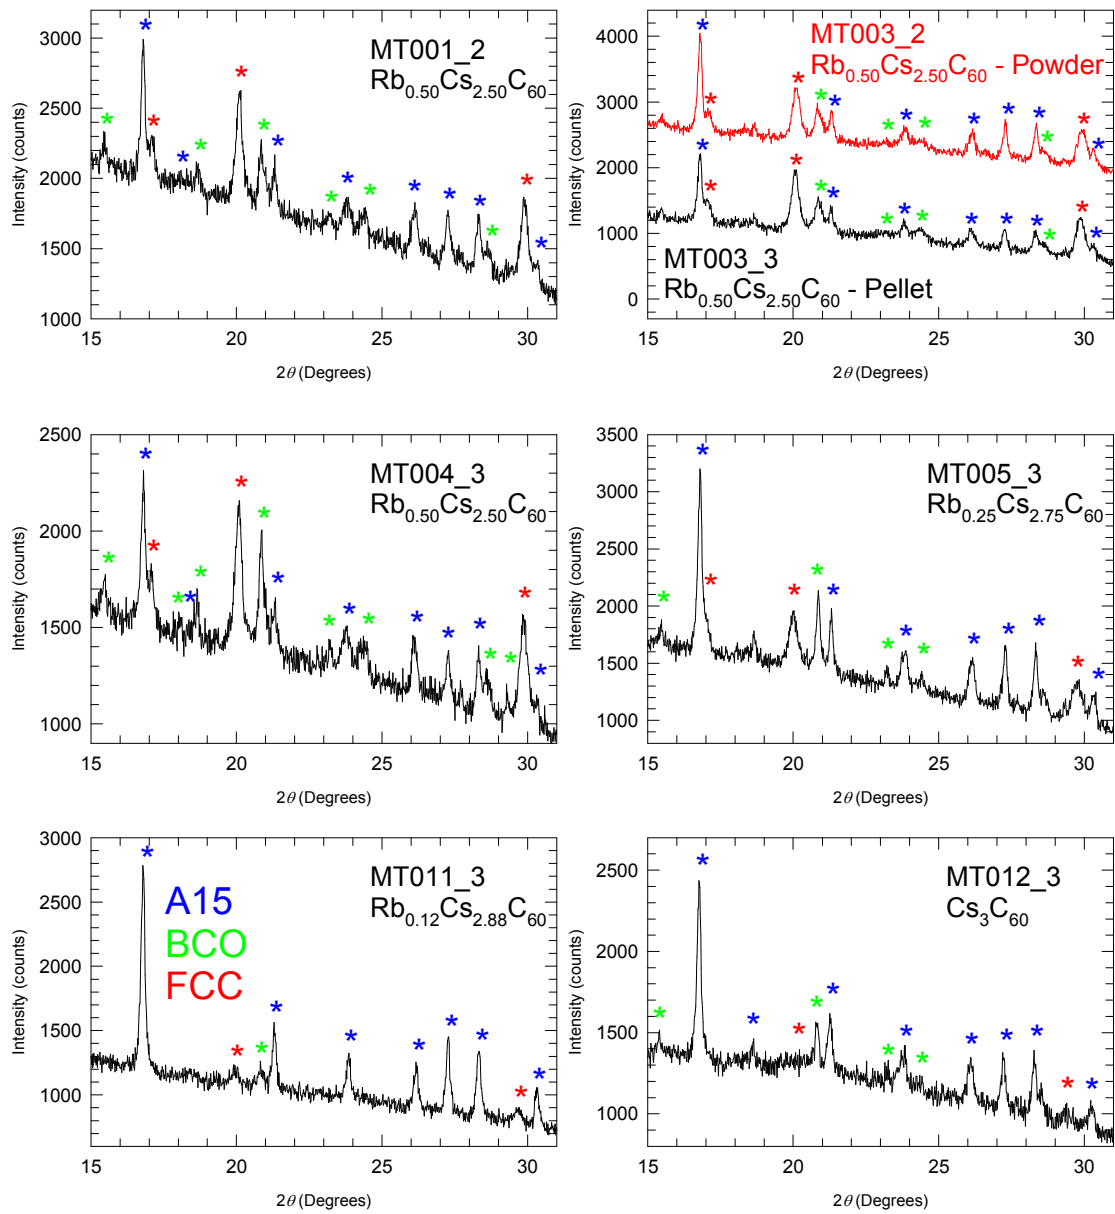 MT001_2
Rb0.50Cs2.50C60
Intensity (counts)
3000
2500
2000
1500
1000
15 20 25 30
2θ (Degrees)
MT003_2
Rb0.50Cs2.50C60 - Powder
MT003_3
Rb0.50Cs2.50C60 - Pellet
Intensity (counts)
4000
3000
2000
1000
0
15 20 25 30
2θ (Degrees)
MT004_3
Rb0.50Cs2.50C60
Intensity (counts)
2500
2000
1500
1000
15 20 25 30
2θ (Degrees)
MT005_3
Rb0.25Cs2.75C60
Intensity (counts)
3500
3000
2500
2000
1500
1000
15 20 25 30
2θ (Degrees)
MT011_3
Rb0.12Cs2.88C60
A15
BCO
FCC
Intensity (counts)
3000
2500
2000
1500
1000
15 20 25 30
2θ (Degrees)
MT012_3
Cs3C60
Intensity (counts)
2500
2000
1500
1000
15 20 25 30
2θ (Degrees)